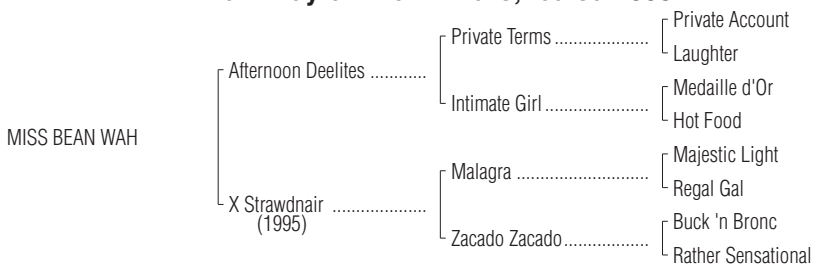 Private Account
Private Terms ....................
Laughter
Afternoon Deelites ............
Medaille d'Or
Intimate Girl ......................
Hot Food
MISS BEAN WAH
Majestic Light
Malagra ............................
Regal Gal
X Strawdnair ....................
(1995)
Buck 'n Bronc
Zacado Zacado ..................
Rather Sensational